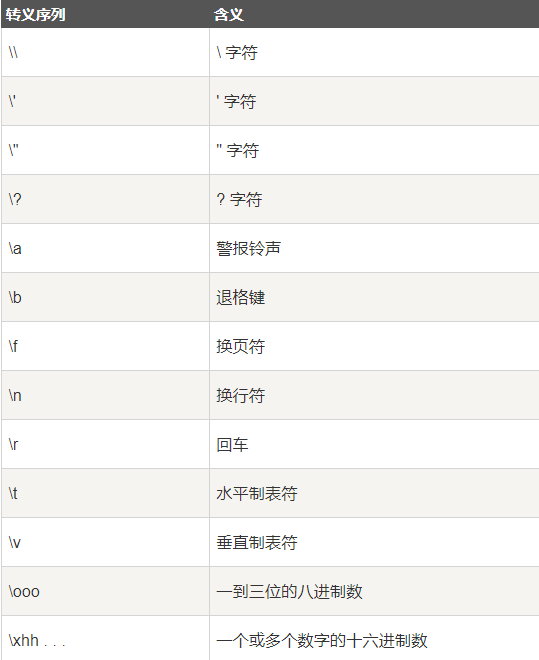 转义序列 含义
\\ \ 字符
\' ' 字符
\" " 字符
\? ? 字符
\a 警报铃声
\b 退格键
\f 换页符
\n 换行符
\r 回车
\t 水平制表符
\v 垂直制表符
\ooo 一到三位的八进制数
\xhh . . . 一个或多个数字的十六进制数